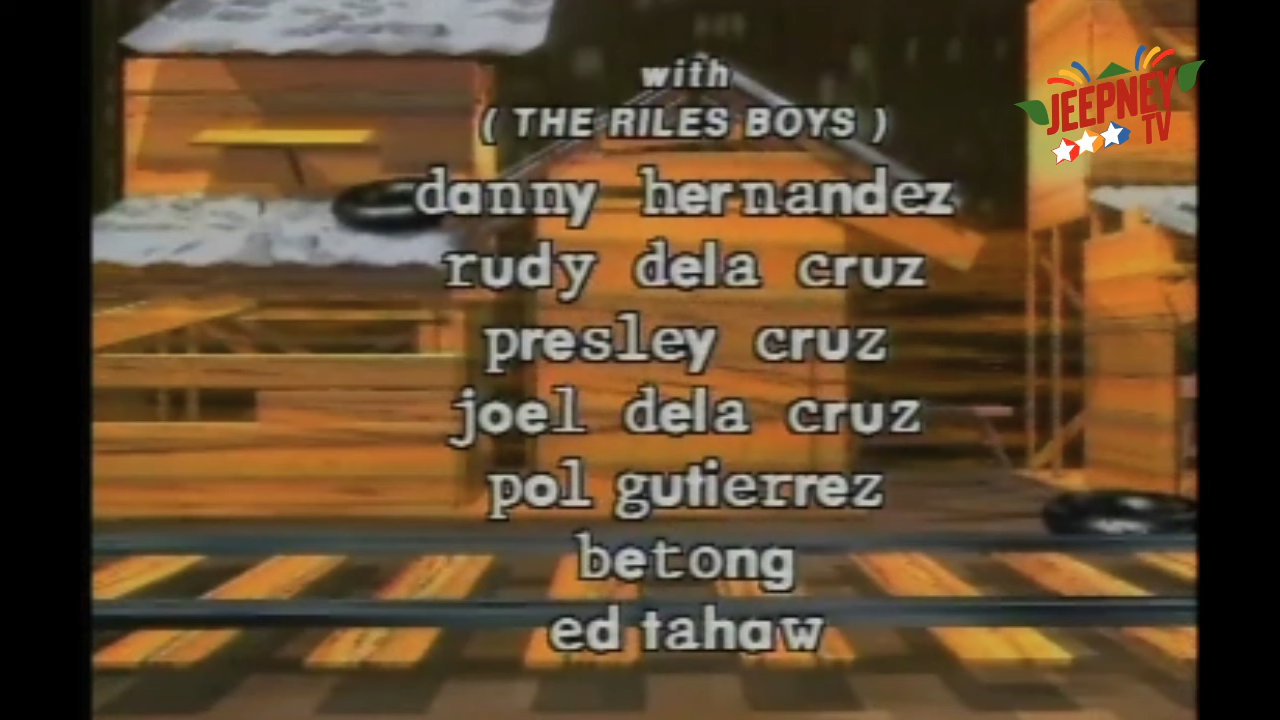 with
( THE RILES BOYS )
danny hernandez
rudy dela cruz
presley cruz
joel dela cruz
pol gutierrez
betong
ed tahaw
JEEPNEY
TV